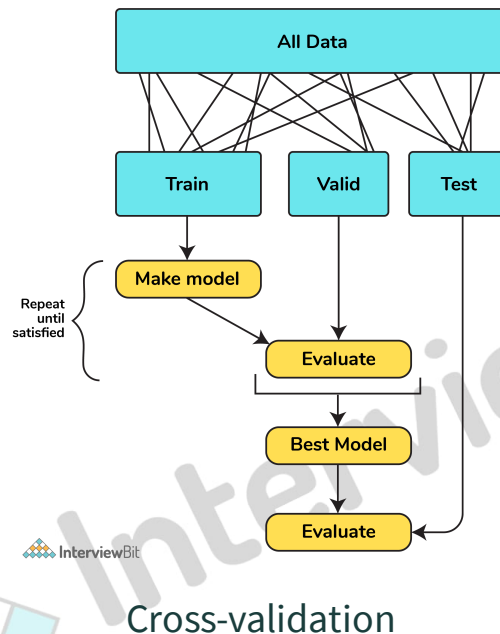 All Data
Train
Valid
Test
Make model
Repeat
until
satisfied
Evaluate
Best Model
Evaluate
InterviewBit
Cross-validation